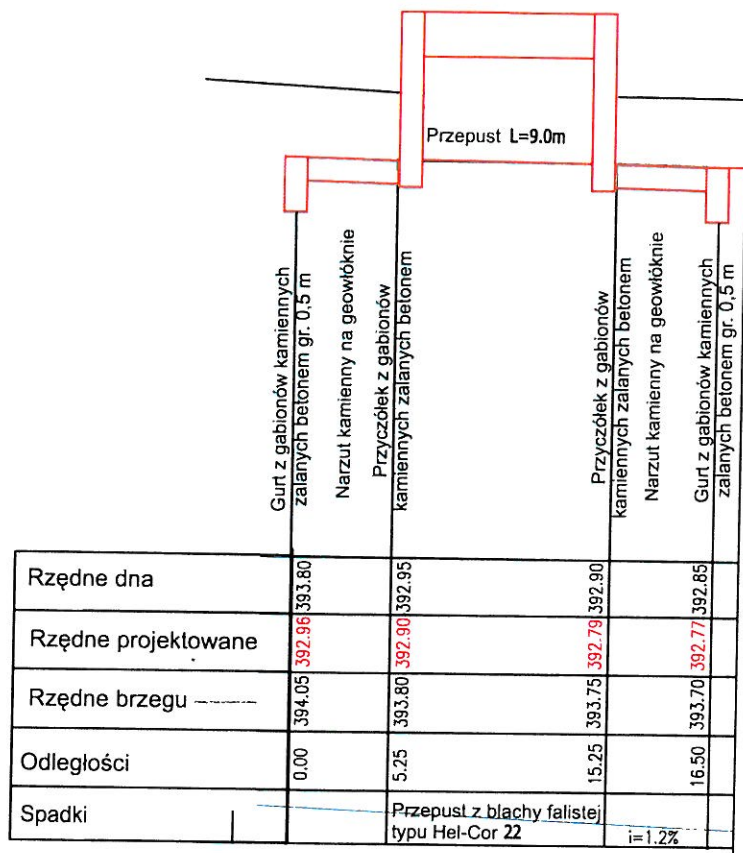 Przepust L=9.0m
Gurt z gabionów kamiennych
zalanych betonem gr. 0,5 m
Narzut kamienny na geowłóknie
Przyczółek z gabionów
kamiennych zalanych betonem
Przyczółek z gabionów
kamiennych zalanych betonem
Narzut kamienny na geowłóknie
Gurt z gabionów kamiennych
zalanych betonem gr. 0,5 m
Rzędne dna 393.80 392.95 392.90 392.85
Rzędne projektowane 392.96 392.90 392.79 392.77
Rzędne brzegu 394.05 393.80 393.75 393.70
Odległości 0.00 5.25 15.25 16.50
Spadki
Przepust z blachy falistej
typu Hel-Cor 22
i=1.2%